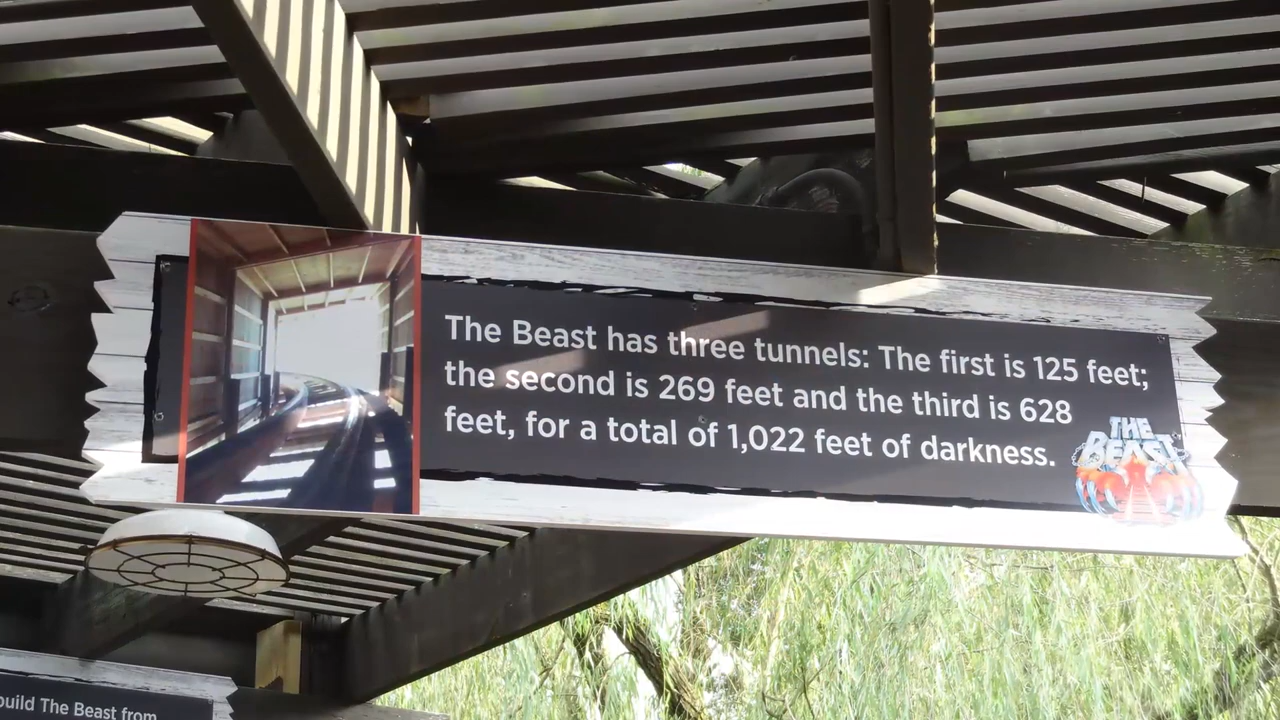 The Beast has three tunnels: The first is 125 feet;
the second is 269 feet and the third is 628
feet, for a total of 1,022 feet of darkness.
THE
BEAST
build The Beast from